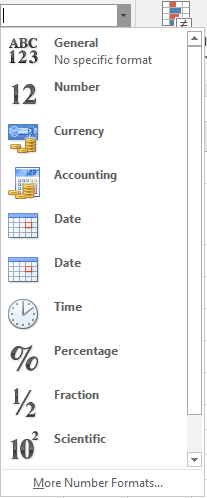 ABC
123
General
No specific format
12
Number
Currency
Accounting
Date
Date
Time
%
Percentage
½
Fraction
10²
Scientific
More Number Formats...